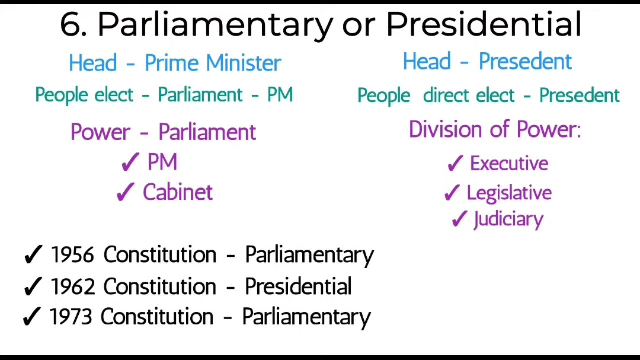 6. Parliamentary or Presidential
Head - Prime Minister
People elect - Parliament - PM
Power - Parliament
✓ PM
✓ Cabinet
Head - Presedent
People direct elect - Presedent
Division of Power:
✓ Executive
✓ Legislative
✓ Judiciary
✓ 1956 Constitution - Parliamentary
✓ 1962 Constitution - Presidential
✓ 1973 Constitution - Parliamentary